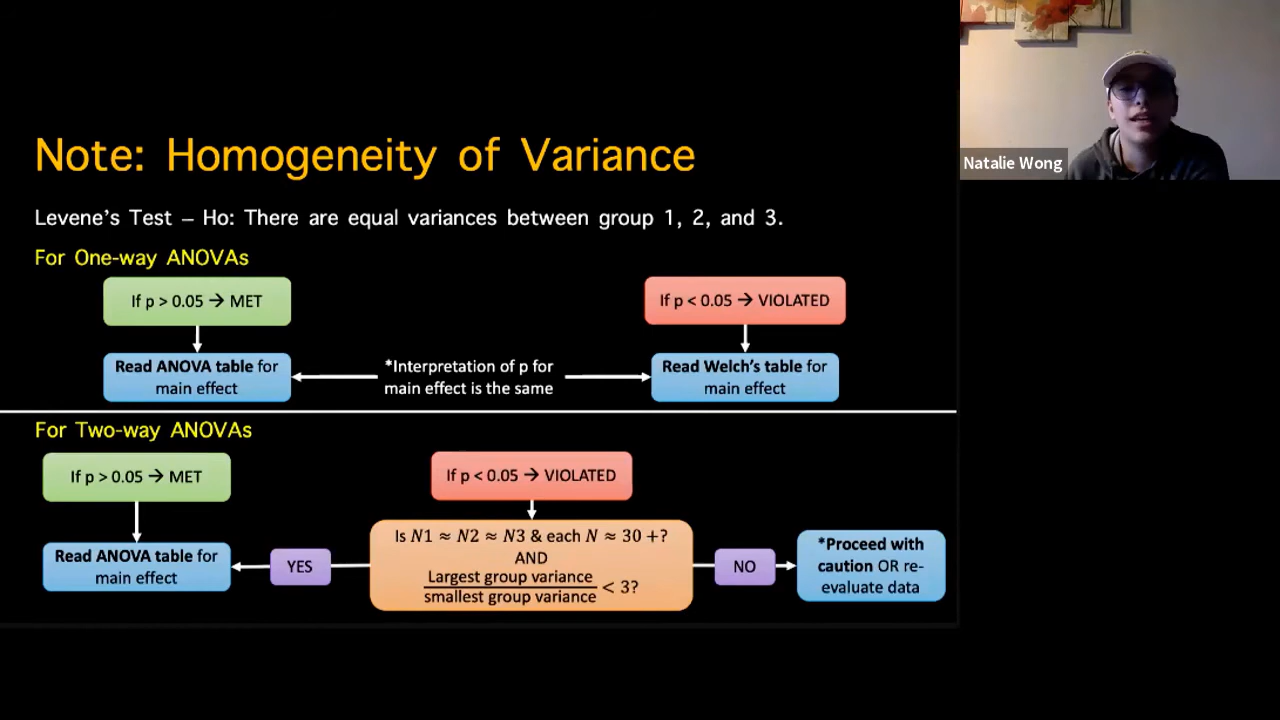 Note: Homogeneity of Variance
Natalie Wong
Levene's Test – Ho: There are equal variances between group 1, 2, and 3.
For One-way ANOVAs
If p > 0.05 → MET
If p < 0.05 → VIOLATED
Read ANOVA table for
main effect
*Interpretation of p for
main effect is the same
Read Welch's table for
main effect
For Two-way ANOVAs
If p > 0.05 → MET
If p < 0.05 → VIOLATED
Is N1 ≈ N2 ≈ N3 & each N ≈ 30 +?
AND
Largest group variance
smallest group variance < 3?
Read ANOVA table for
main effect
YES
NO
*Proceed with
caution OR re-
evaluate data